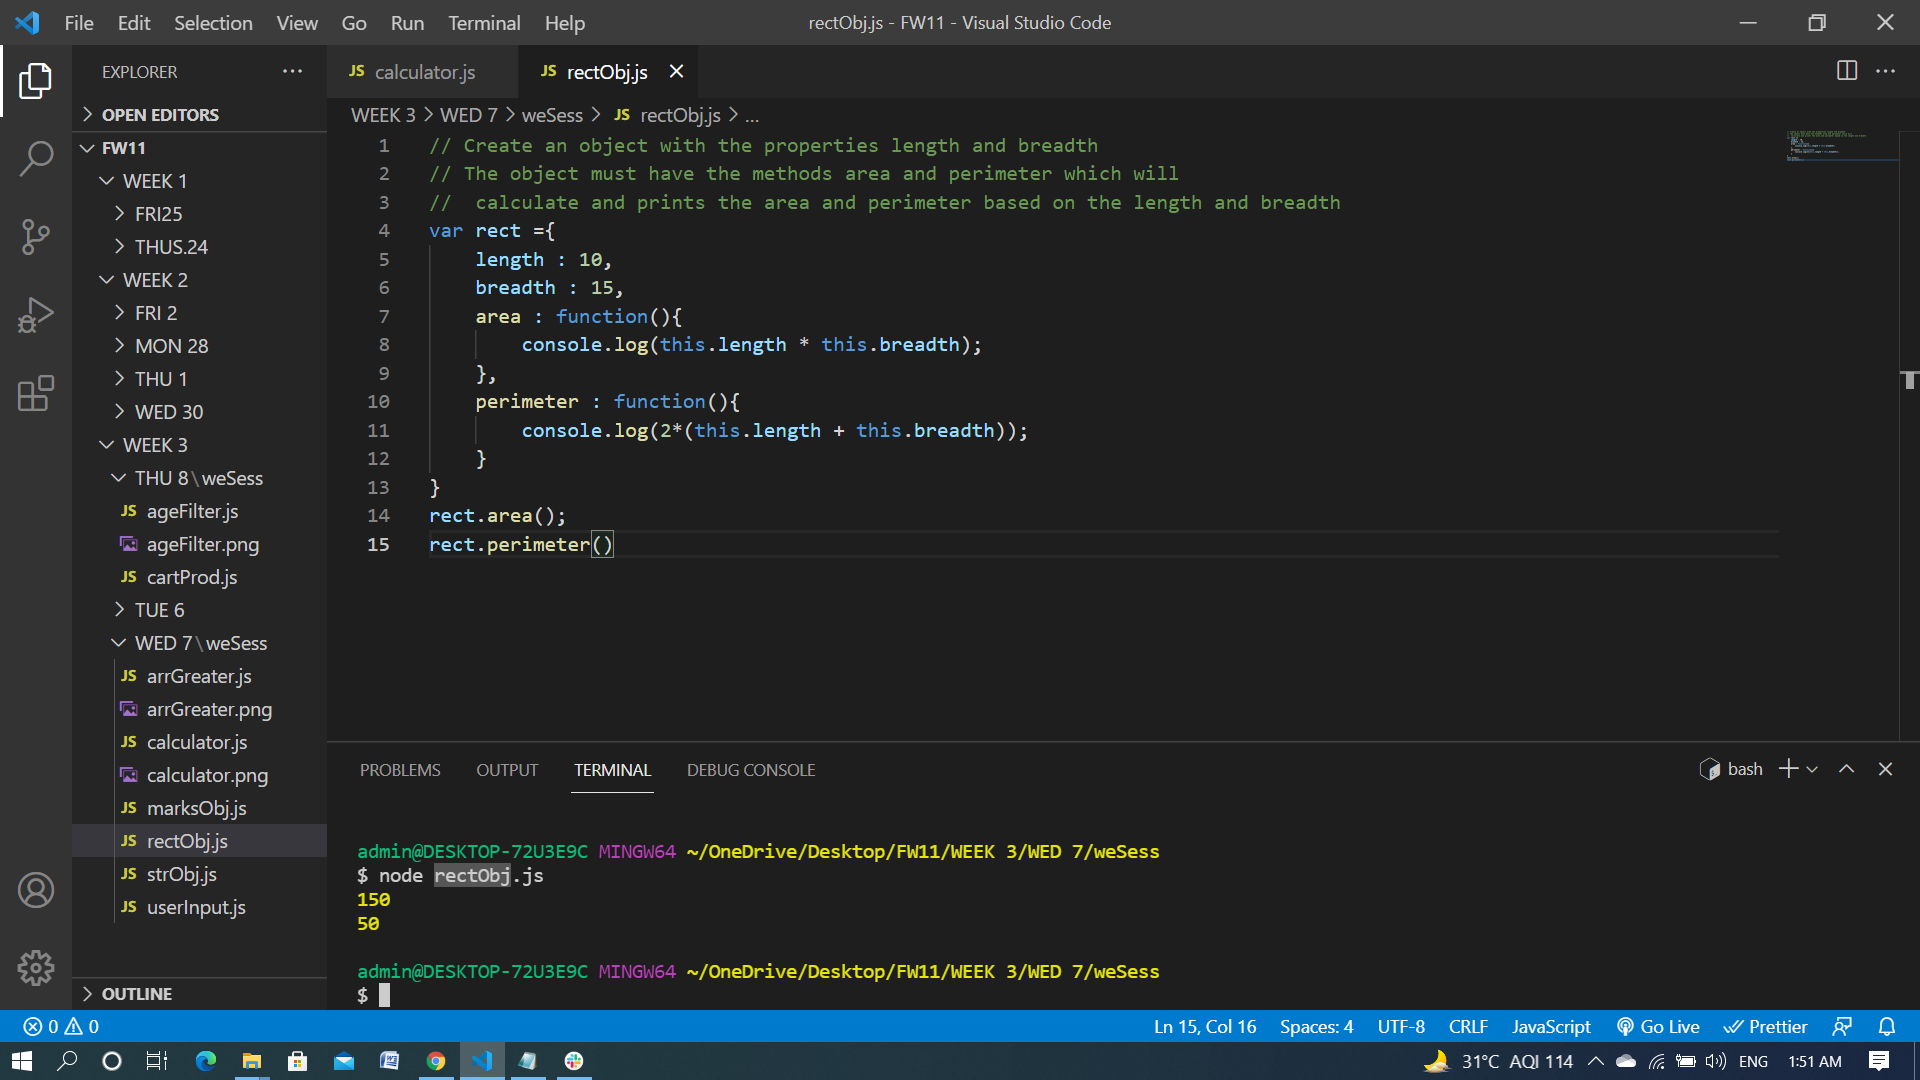 File Edit Selection View Go Run Terminal Help
rectObj.js - FW11 - Visual Studio Code
EXPLORER
OPEN EDITORS
FW11
WEEK 1
FRI25
THUS.24
WEEK 2
FRI 2
MON 28
THU 1
WED 30
WEEK 3
THU 8\weSess
JS ageFilter.js
ageFilter.png
JS cartProd.js
TUE 6
WED 7\weSess
JS arrGreater.js
arrGreater.png
JS calculator.js
calculator.png
JS marksObj.js
JS rectObj.js
JS strObj.js
JS userInput.js
OUTLINE
JS calculator.js JS rectObj.js
WEEK 3 > WED 7 > weSess > JS rectObj.js > ...
1 // Create an object with the properties length and breadth
2 // The object must have the methods area and perimeter which will
3 //  calculate and prints the area and perimeter based on the length and breadth
4 var rect ={
5     length : 10,
6     breadth : 15,
7     area : function(){
8         console.log(this.length * this.breadth);
9     },
10     perimeter : function(){
11         console.log(2*(this.length + this.breadth));
12     }
13 }
14 rect.area();
15 rect.perimeter()
PROBLEMS OUTPUT TERMINAL DEBUG CONSOLE
bash
admin@DESKTOP-72U3E9C MINGW64 ~/OneDrive/Desktop/FW11/WEEK 3/WED 7/weSess
$ node rectObj.js
150
50
admin@DESKTOP-72U3E9C MINGW64 ~/OneDrive/Desktop/FW11/WEEK 3/WED 7/weSess
$
0 0 Ln 15, Col 16 Spaces: 4 UTF-8 CRLF JavaScript Go Live Prettier
31°C AQI 114 ENG 1:51 AM